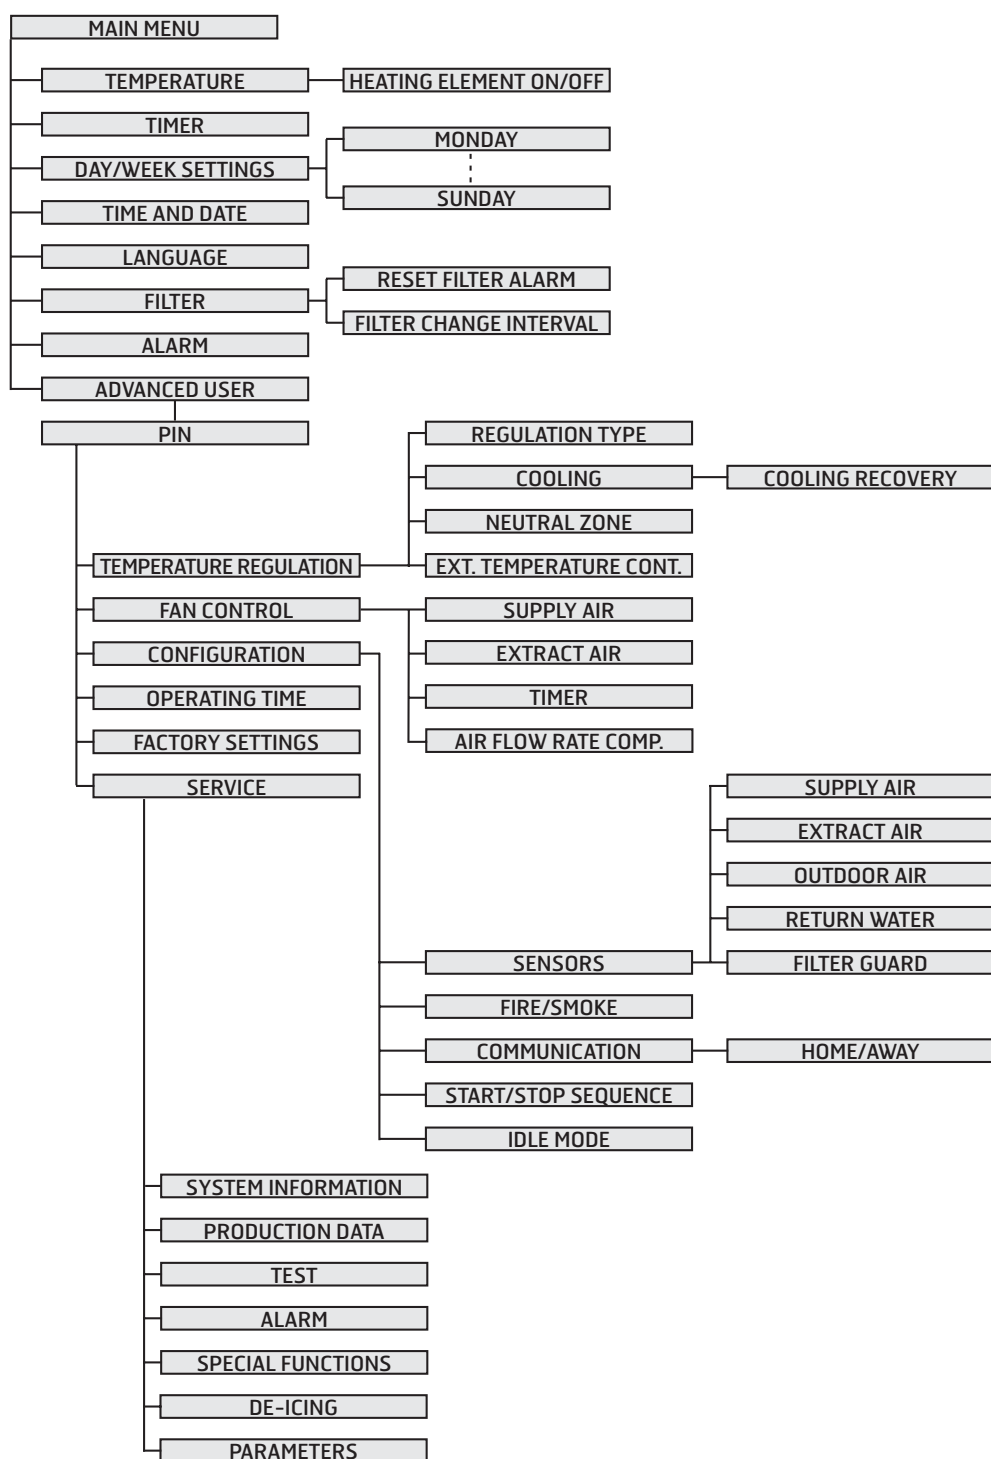 MAIN MENU
TEMPERATURE
HEATING ELEMENT ON/OFF
TIMER
DAY/WEEK SETTINGS
MONDAY
SUNDAY
TIME AND DATE
LANGUAGE
FILTER
RESET FILTER ALARM
FILTER CHANGE INTERVAL
ALARM
ADVANCED USER
PIN
TEMPERATURE REGULATION
REGULATION TYPE
COOLING
COOLING RECOVERY
NEUTRAL ZONE
EXT. TEMPERATURE CONT.
FAN CONTROL
SUPPLY AIR
EXTRACT AIR
TIMER
AIR FLOW RATE COMP.
CONFIGURATION
OPERATING TIME
FACTORY SETTINGS
SERVICE
SENSORS
SUPPLY AIR
EXTRACT AIR
OUTDOOR AIR
RETURN WATER
FILTER GUARD
FIRE/SMOKE
COMMUNICATION
HOME/AWAY
START/STOP SEQUENCE
IDLE MODE
SYSTEM INFORMATION
PRODUCTION DATA
TEST
ALARM
SPECIAL FUNCTIONS
DE-ICING
PARAMETERS